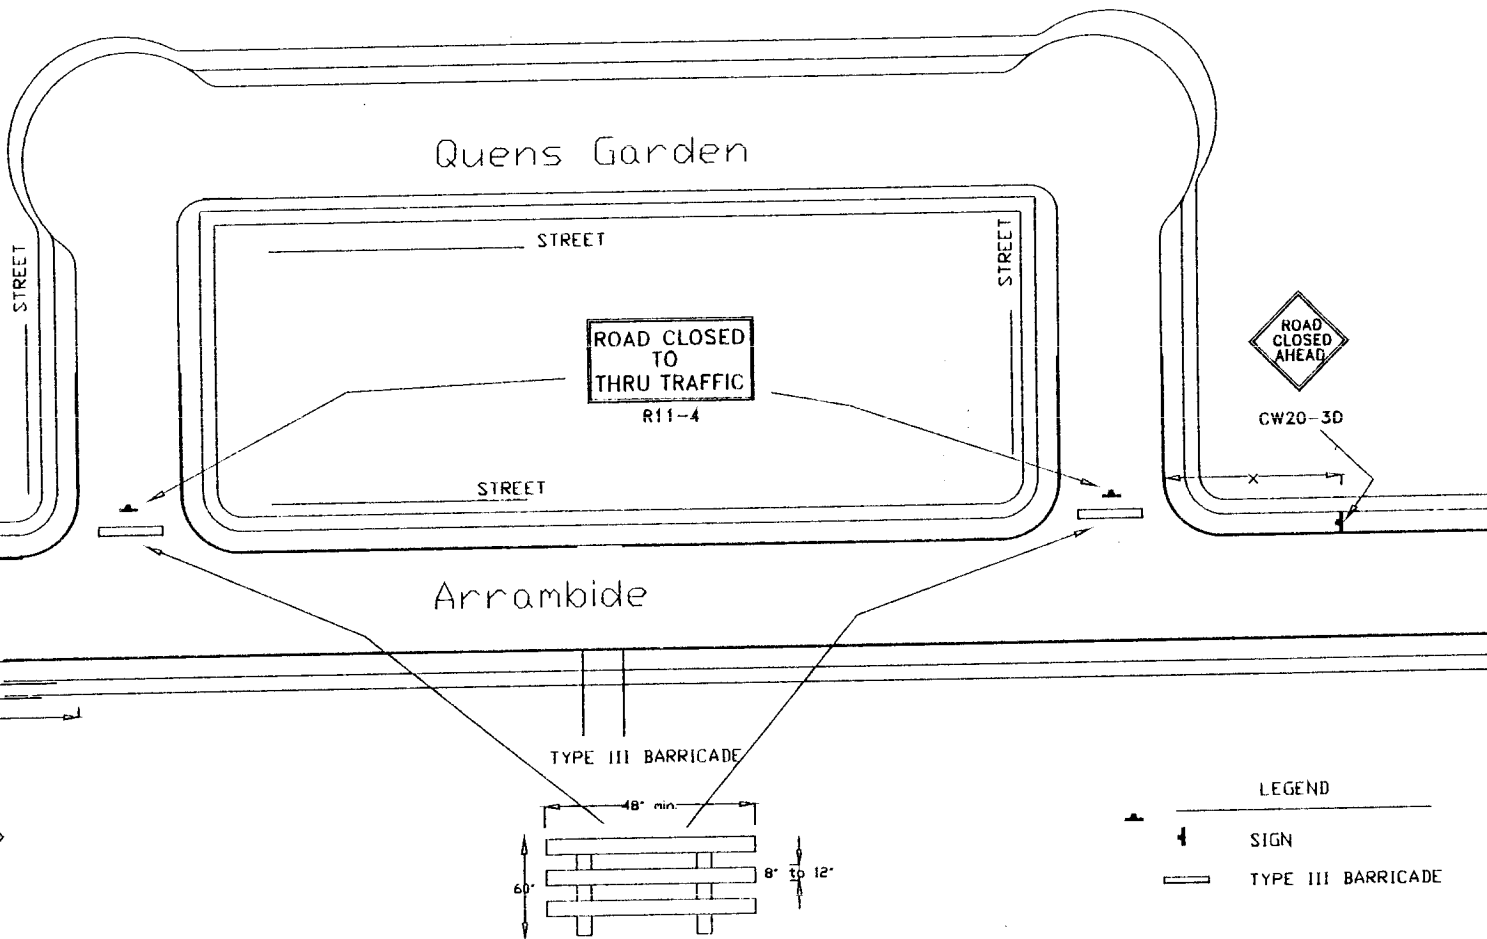 Quens Garden
STREET
STREET
STREET
ROAD CLOSED
TO
THRU TRAFFIC
R11-4
ROAD
CLOSED
AHEAD
CW20-3D
X
STREET
Arrambide
TYPE III BARRICADE
48" min.
60"
8" to 12"
LEGEND
SIGN
TYPE III BARRICADE